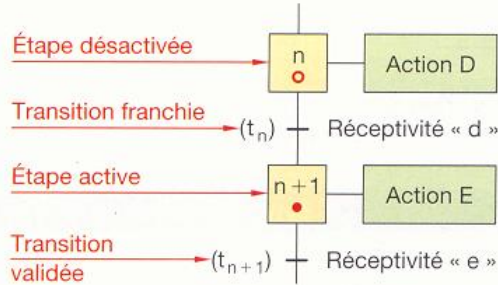 Étape désactivée
n
Action D
Transition franchie
(tn)
Réceptivité « d »
Étape active
n + 1
Action E
Transition
validée
(tn+1)
Réceptivité « e »